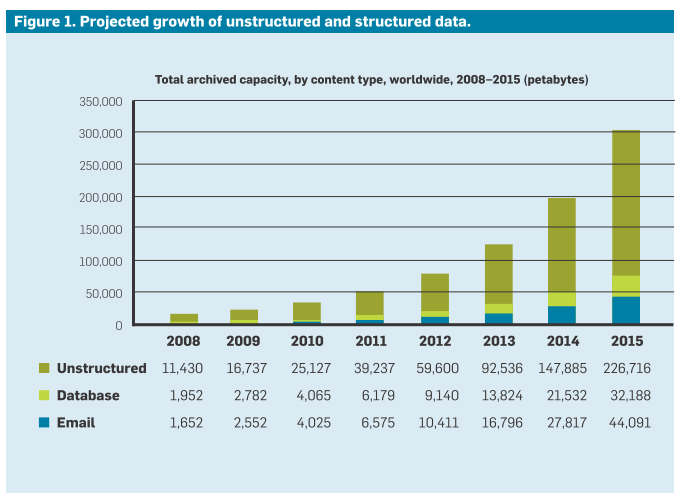 Figure 1. Projected growth of unstructured and structured data.
Total archived capacity, by content type, worldwide, 2008–2015 (petabytes)
350,000
300,000
250,000
200,000
150,000
100,000
50,000
0
2008 2009 2010 2011 2012 2013 2014 2015
Unstructured 11,430 16,737 25,127 39,237 59,600 92,536 147,885 226,716
Database 1,952 2,782 4,065 6,179 9,140 13,824 21,532 32,188
Email 1,652 2,552 4,025 6,575 10,411 16,796 27,817 44,091